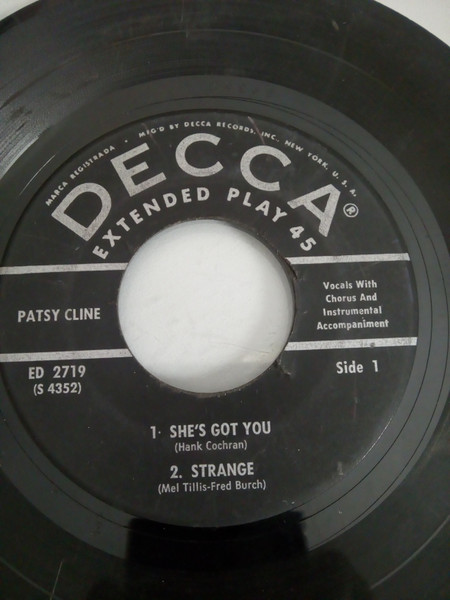 MARCA REGISTRADA • MFG'D BY DECCA RECORDS, INC., NEW YORK, U. S. A.
DECCA®
EXTENDED PLAY 45
PATSY CLINE
Vocals With
Chorus And
Instrumental
Accompaniment
ED 2719
(S 4352)
Side 1
1· SHE'S GOT YOU
(Hank Cochran)
2. STRANGE
(Mel Tillis-Fred Burch)